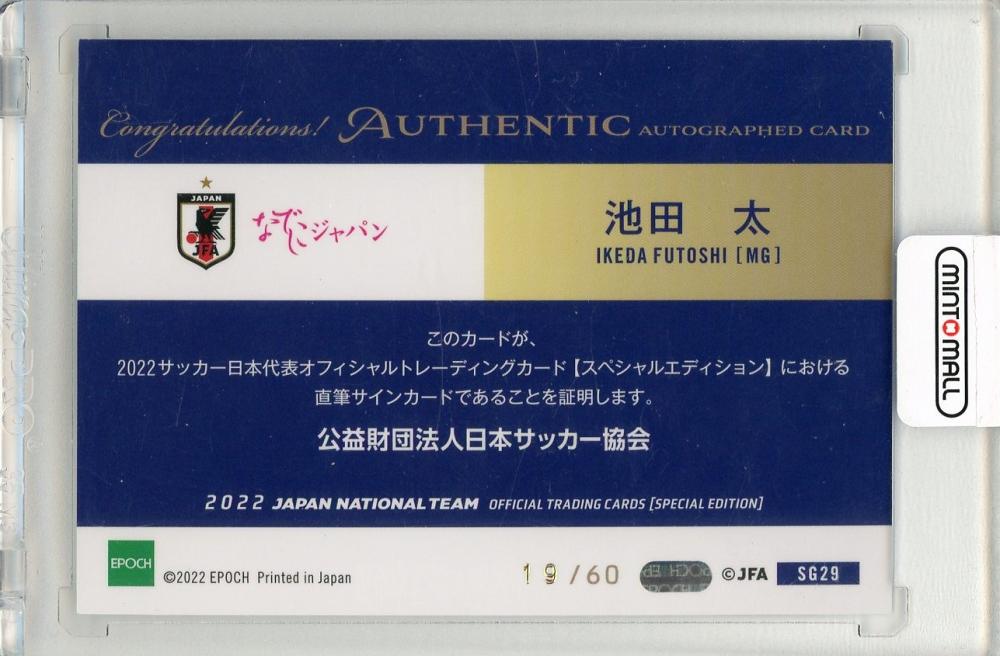 Congratulations! AUTHENTIC AUTOGRAPHED CARD
JAPAN
JFA
なでしこジャパン
池田 太
IKEDA FUTOSHI [MG]
MINT MALL
このカードが、
2022サッカー日本代表オフィシャルトレーディングカード【スペシャルエディション】における
直筆サインカードであることを証明します。
公益財団法人日本サッカー協会
2022 JAPAN NATIONAL TEAM OFFICIAL TRADING CARDS [SPECIAL EDITION]
EPOCH
©2022 EPOCH Printed in Japan
19/60
©JFA
SG29